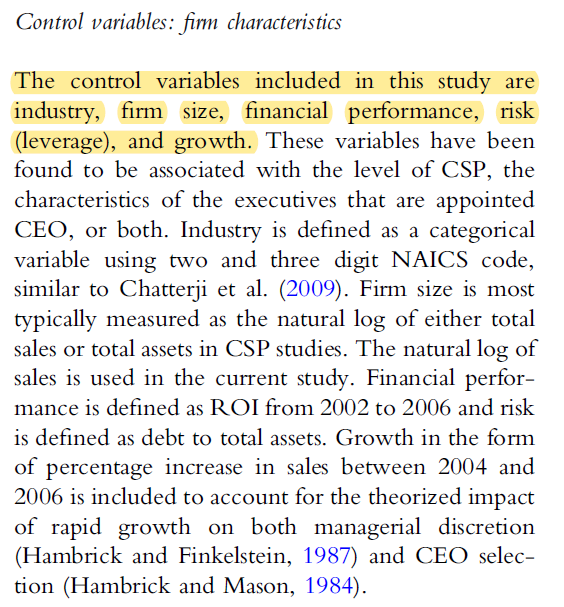 Control variables: firm characteristics
The control variables included in this study are
industry, firm size, financial performance, risk
(leverage), and growth. These variables have been
found to be associated with the level of CSP, the
characteristics of the executives that are appointed
CEO, or both. Industry is defined as a categorical
variable using two and three digit NAICS code,
similar to Chatterji et al. (2009). Firm size is most
typically measured as the natural log of either total
sales or total assets in CSP studies. The natural log of
sales is used in the current study. Financial perfor-
mance is defined as ROI from 2002 to 2006 and risk
is defined as debt to total assets. Growth in the form
of percentage increase in sales between 2004 and
2006 is included to account for the theorized impact
of rapid growth on both managerial discretion
(Hambrick and Finkelstein, 1987) and CEO selec-
tion (Hambrick and Mason, 1984).